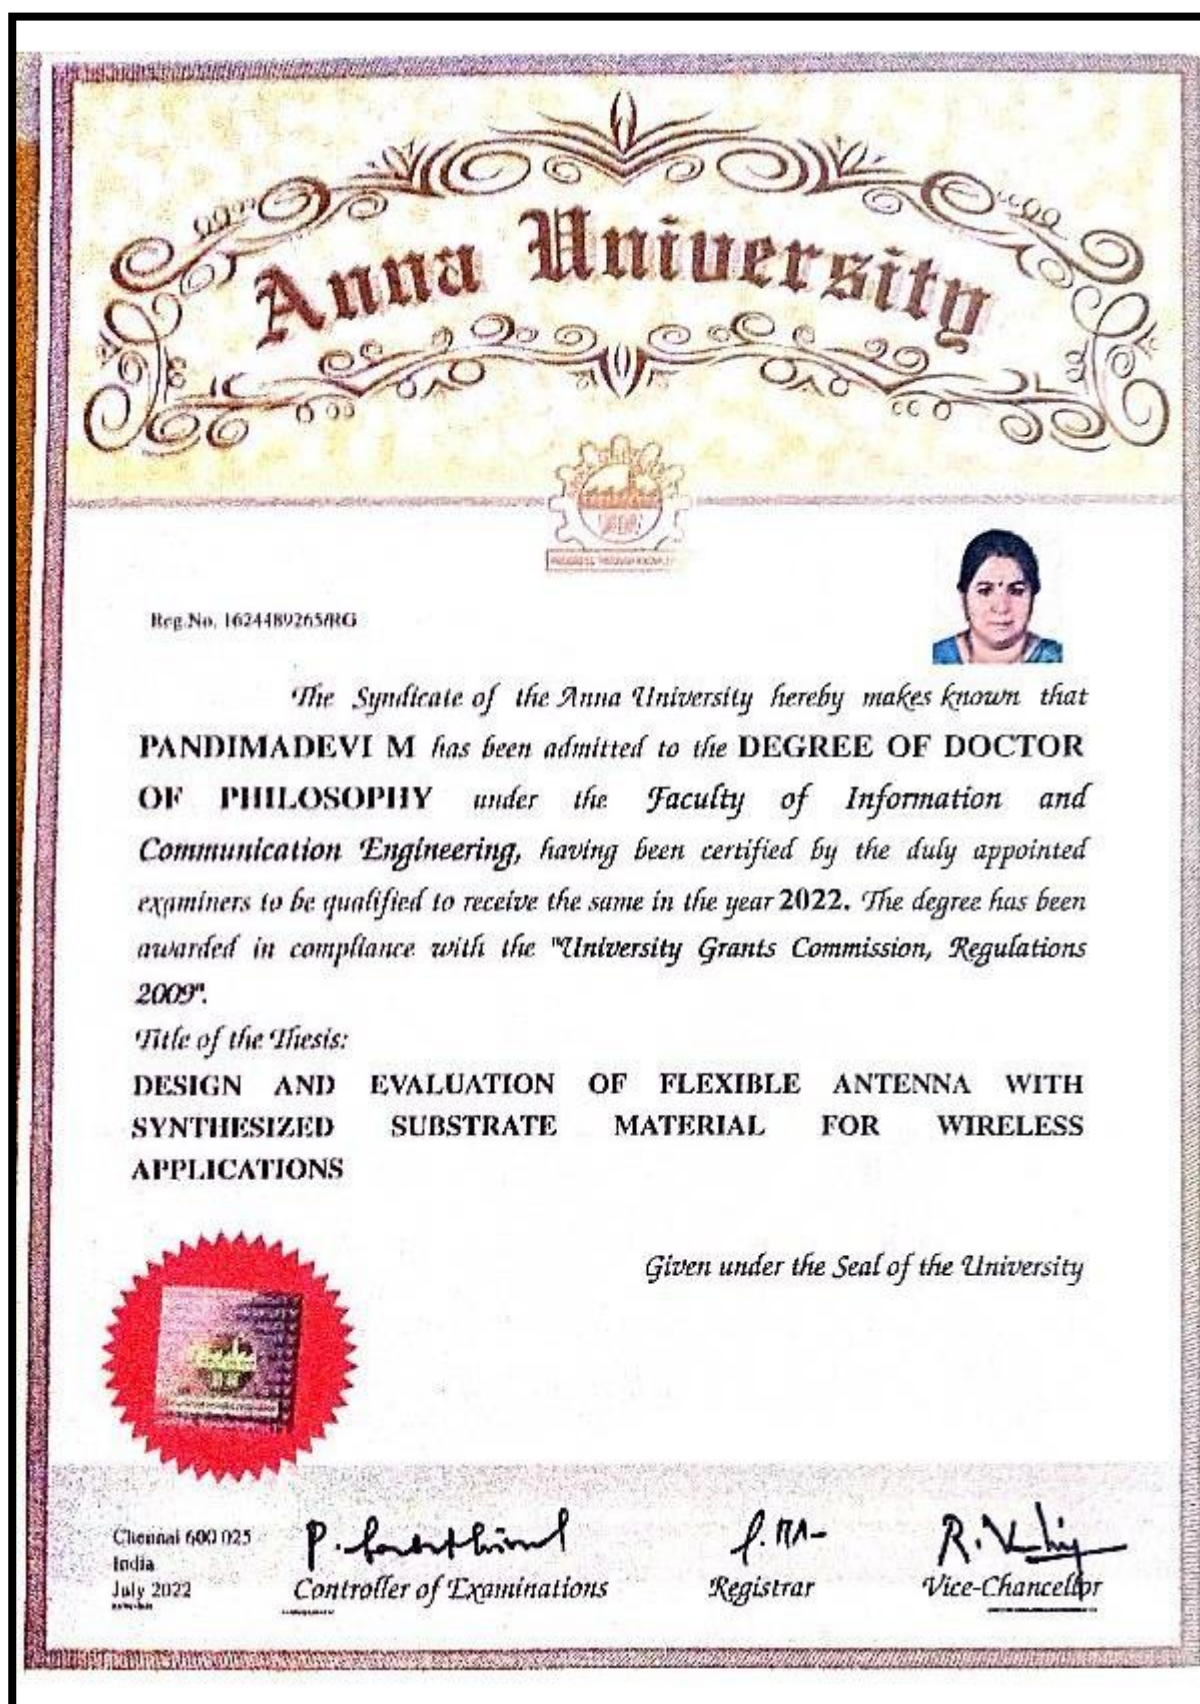 Anna University
PROGRESS THROUGH
Reg.No. 1624489265/RG
The Syndicate of the Anna University hereby makes known that
PANDIMADEVI M has been admitted to the DEGREE OF DOCTOR
OF PHILOSOPHY under the Faculty of Information and
Communication Engineering, having been certified by the duly appointed
examiners to be qualified to receive the same in the year 2022. The degree has been
awarded in compliance with the "University Grants Commission, Regulations
2009".
Title of the Thesis:
DESIGN AND EVALUATION OF FLEXIBLE ANTENNA WITH
SYNTHESIZED SUBSTRATE MATERIAL FOR WIRELESS
APPLICATIONS
Given under the Seal of the University
Chennai 600 025
India
July 2022
Controller of Examinations
Registrar
Vice-Chancellor